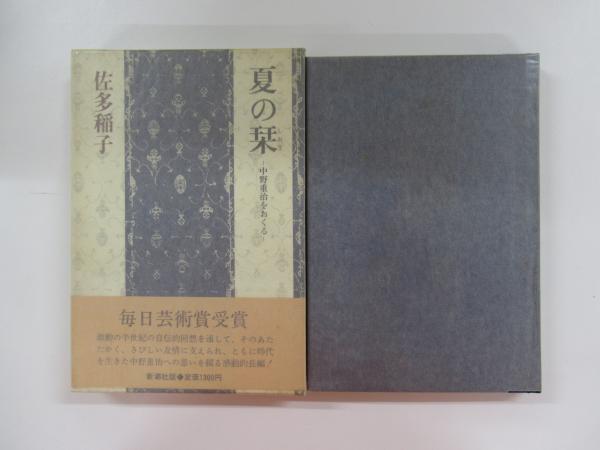 夏の栞
しおり
―中野重治をおくる―
佐多稲子
毎日芸術賞受賞
激動の半世紀の自伝的回想を通して、そのあた
たかく、きびしい友情に支えられ、ともに時代
を生きた中野重治への思いを綴る感動的長編!
新潮社版◆定価1300円